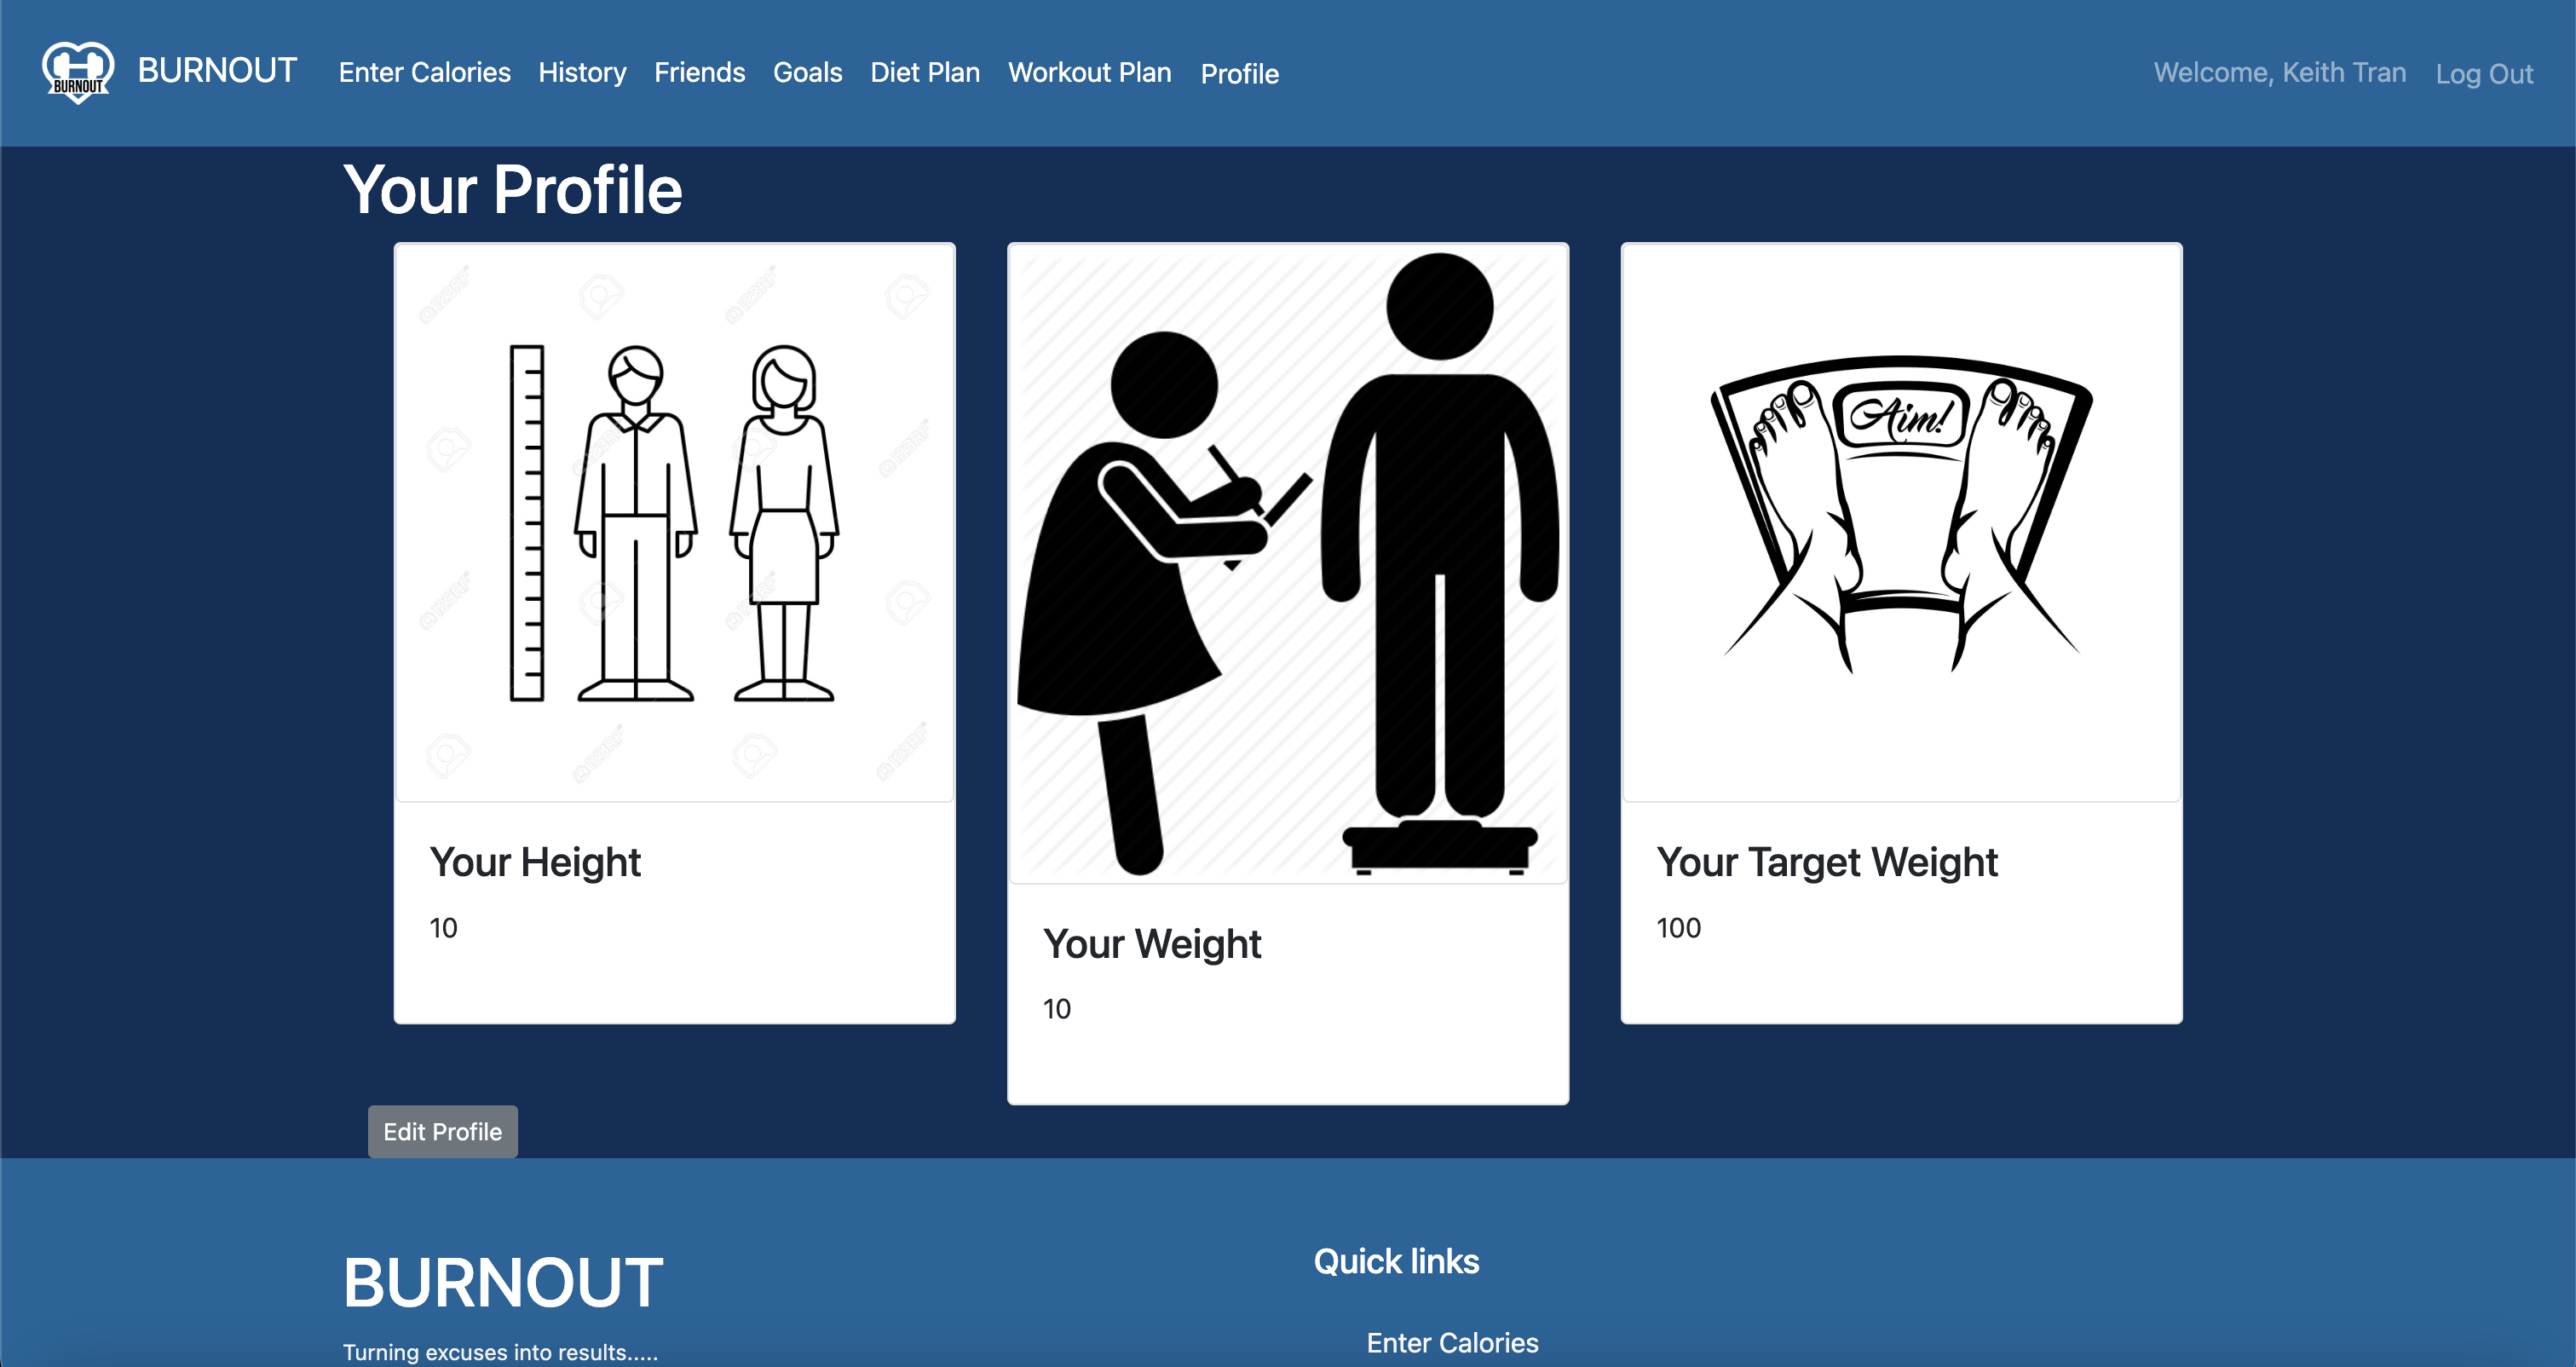 BURNOUT
BURNOUT Enter Calories History Friends Goals Diet Plan Workout Plan Profile Welcome, Keith Tran Log Out
Your Profile
Aim!
Your Height
10
Your Weight
10
Your Target Weight
100
Edit Profile
BURNOUT
Turning excuses into results.....
Quick links
Enter Calories